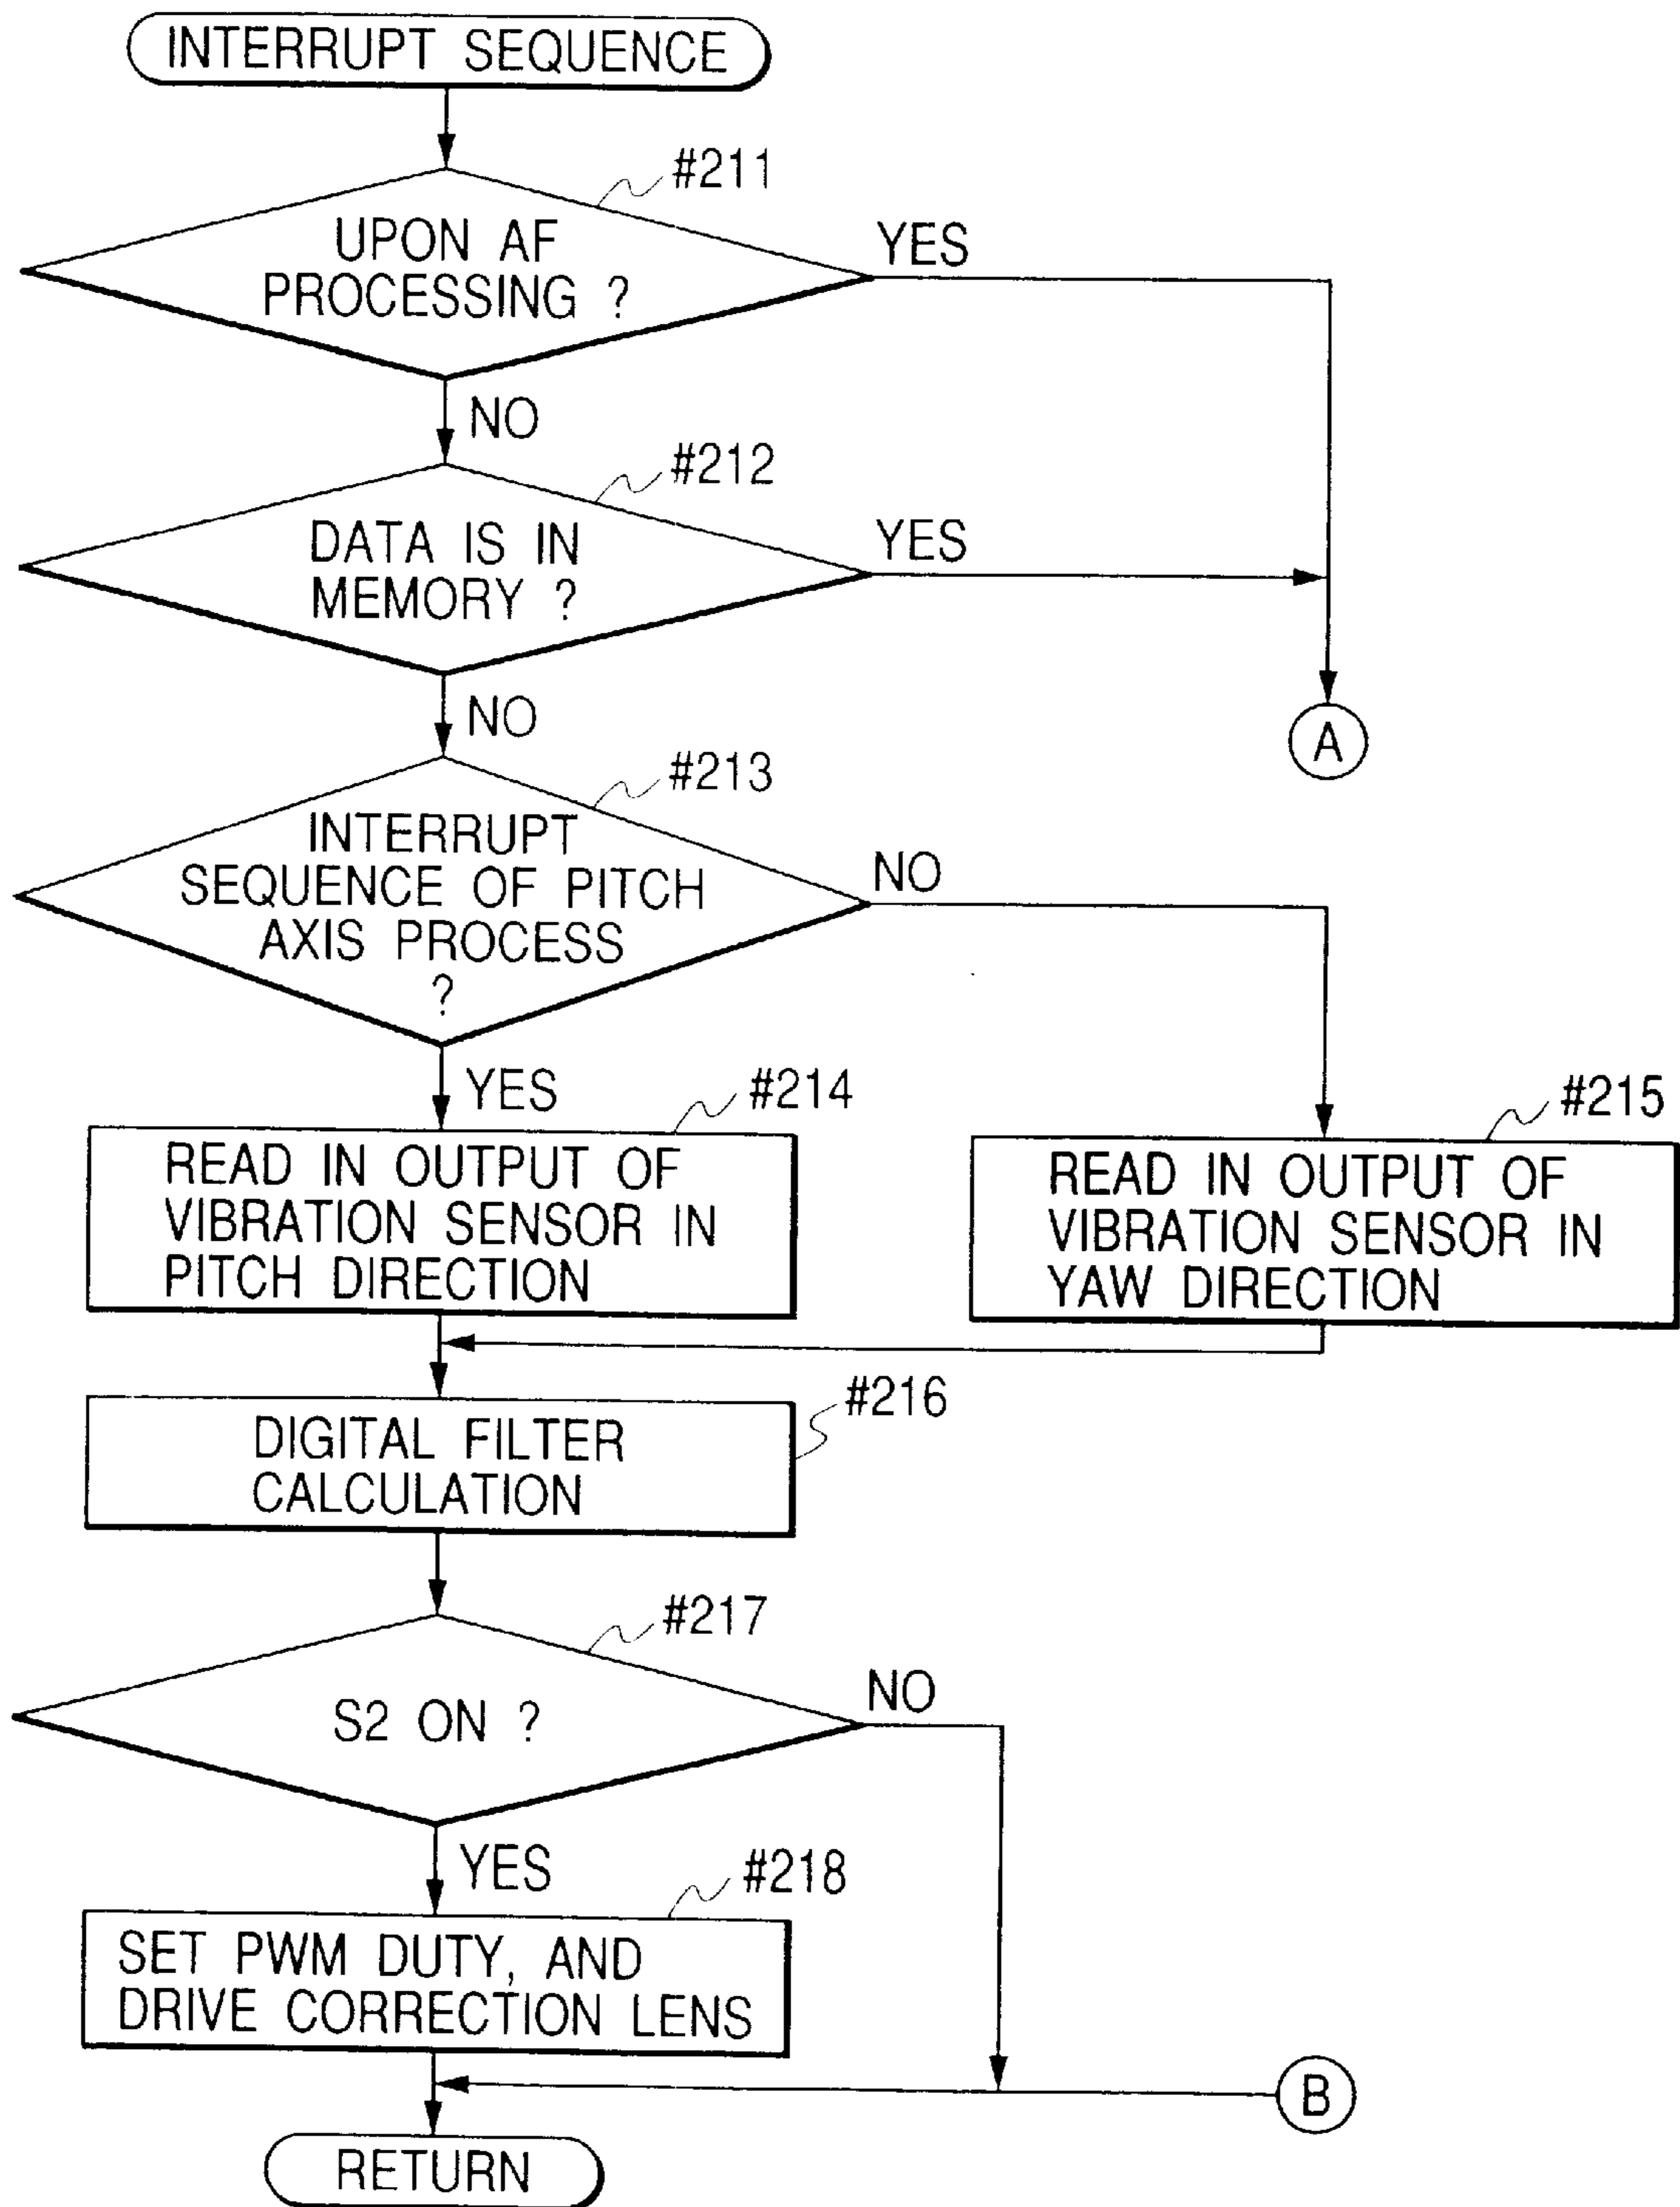 INTERRUPT SEQUENCE
#211
UPON AF
PROCESSING ?
YES
NO
#212
DATA IS IN
MEMORY ?
YES
NO
A
#213
INTERRUPT
SEQUENCE OF PITCH
AXIS PROCESS
?
NO
YES
#214
READ IN OUTPUT OF
VIBRATION SENSOR IN
PITCH DIRECTION
#215
READ IN OUTPUT OF
VIBRATION SENSOR IN
YAW DIRECTION
#216
DIGITAL FILTER
CALCULATION
#217
S2 ON ?
NO
YES
#218
SET PWM DUTY, AND
DRIVE CORRECTION LENS
B
RETURN